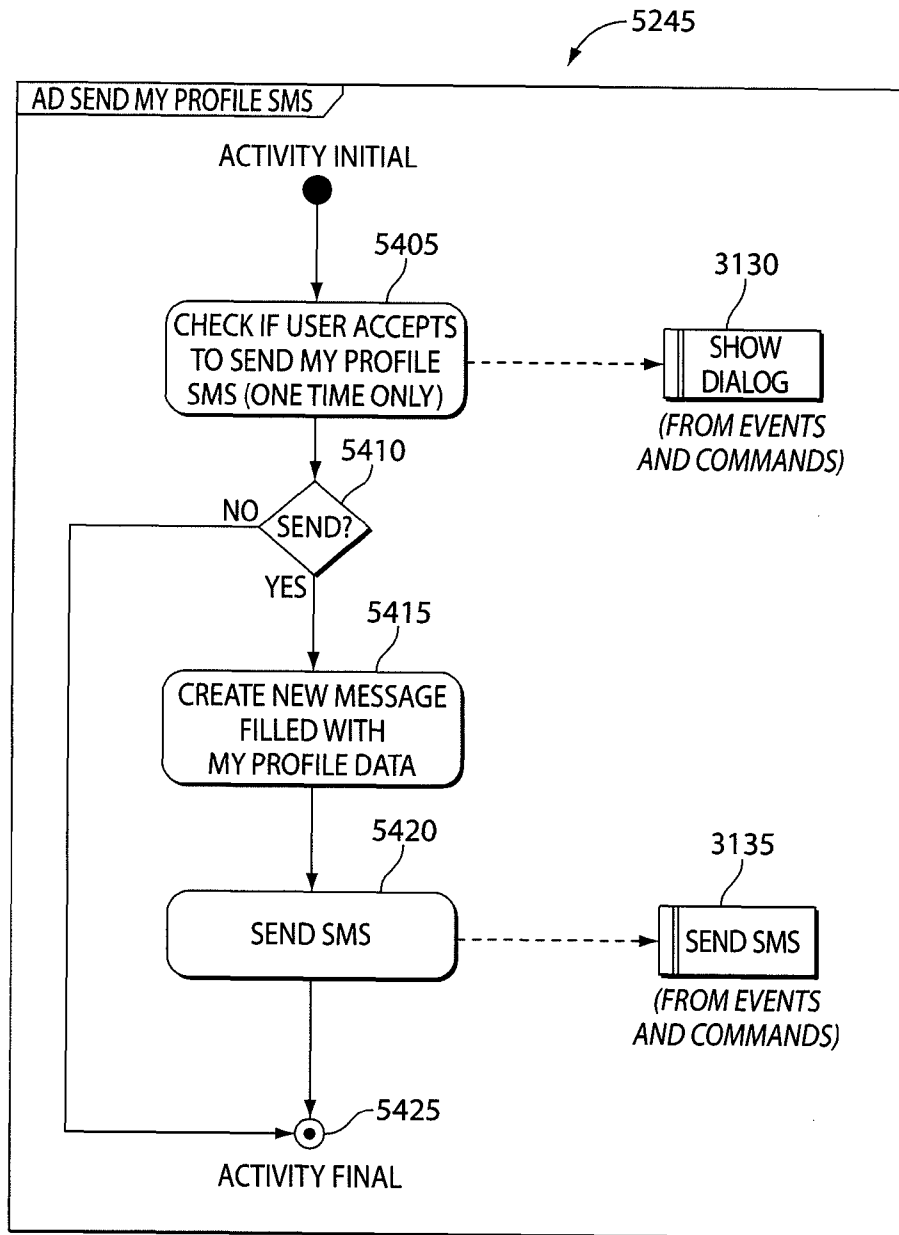 5245
AD SEND MY PROFILE SMS
ACTIVITY INITIAL
5405
CHECK IF USER ACCEPTS
TO SEND MY PROFILE
SMS (ONE TIME ONLY)
3130
SHOW
DIALOG
(FROM EVENTS
AND COMMANDS)
5410
NO
SEND?
YES
5415
CREATE NEW MESSAGE
FILLED WITH
MY PROFILE DATA
5420
SEND SMS
3135
SEND SMS
(FROM EVENTS
AND COMMANDS)
5425
ACTIVITY FINAL